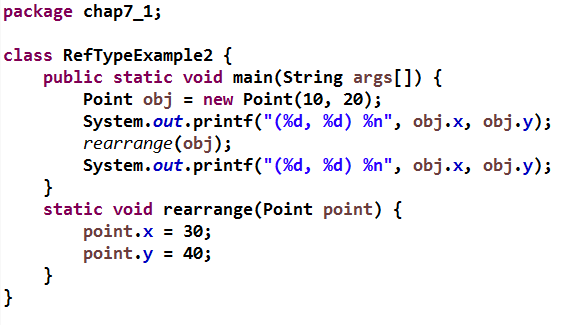 package chap7_1;
class RefTypeExample2 {
    public static void main(String args[]) {
        Point obj = new Point(10, 20);
        System.out.printf("(%d, %d) %n", obj.x, obj.y);
        rearrange(obj);
        System.out.printf("(%d, %d) %n", obj.x, obj.y);
    }
    static void rearrange(Point point) {
        point.x = 30;
        point.y = 40;
    }
}